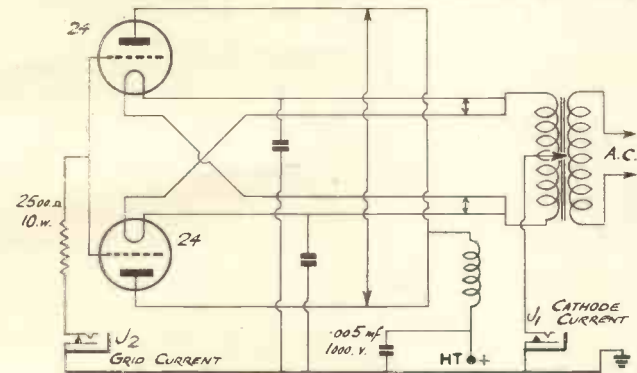 24
A.C.
2500Ω
10.w.
24
J2
GRID CURRENT
.005 mf
1000.v.
HT +
J1 CATHODE
CURRENT